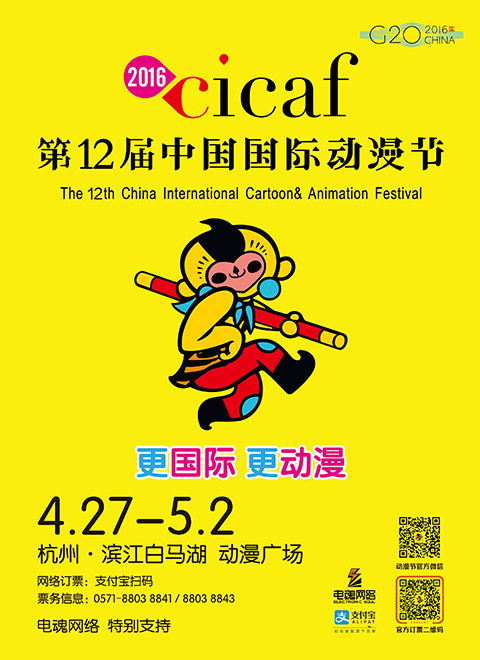 G20 2016 CHINA
2016
cicaf
第12届中国国际动漫节
The 12th China International Cartoon& Animation Festival
更国际 更动漫
4.27–5.2
杭州·滨江白马湖 动漫广场
网络订票：支付宝扫码
票务信息：0571-8803 8841 / 8803 8843
电魂网络 特别支持
动漫节官方微信
电魂网络
ELECTRONIC SOUL
支付宝
ALIPAY
官方订票二维码